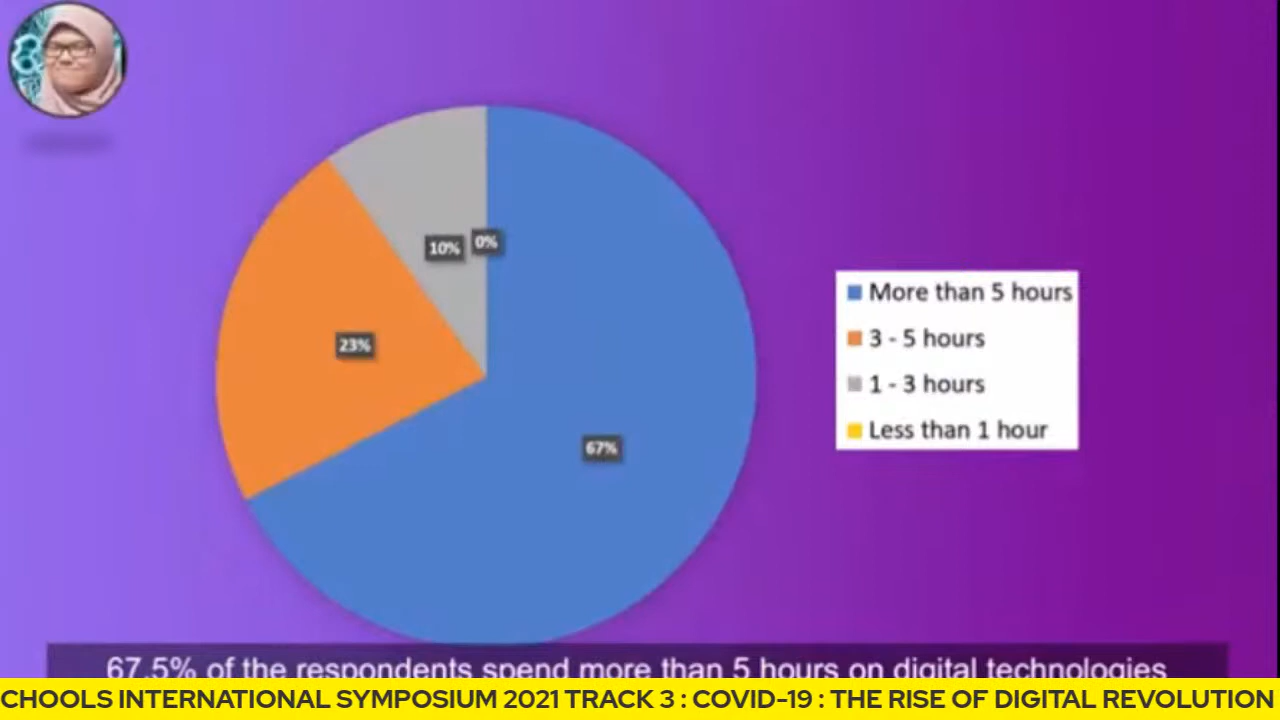 10%
0%
23%
67%
More than 5 hours
3 - 5 hours
1 - 3 hours
Less than 1 hour
67.5% of the respondents spend more than 5 hours on digital technologies
CHOOLS INTERNATIONAL SYMPOSIUM 2021 TRACK 3 : COVID-19 : THE RISE OF DIGITAL REVOLUTION